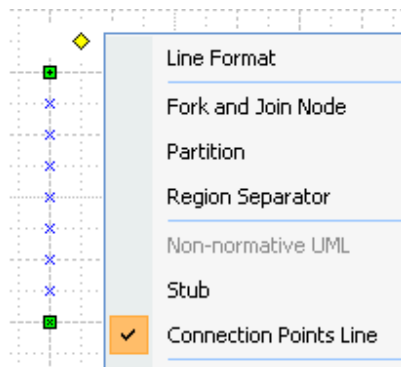 Line Format
Fork and Join Node
Partition
Region Separator
Non-normative UML
Stub
Connection Points Line